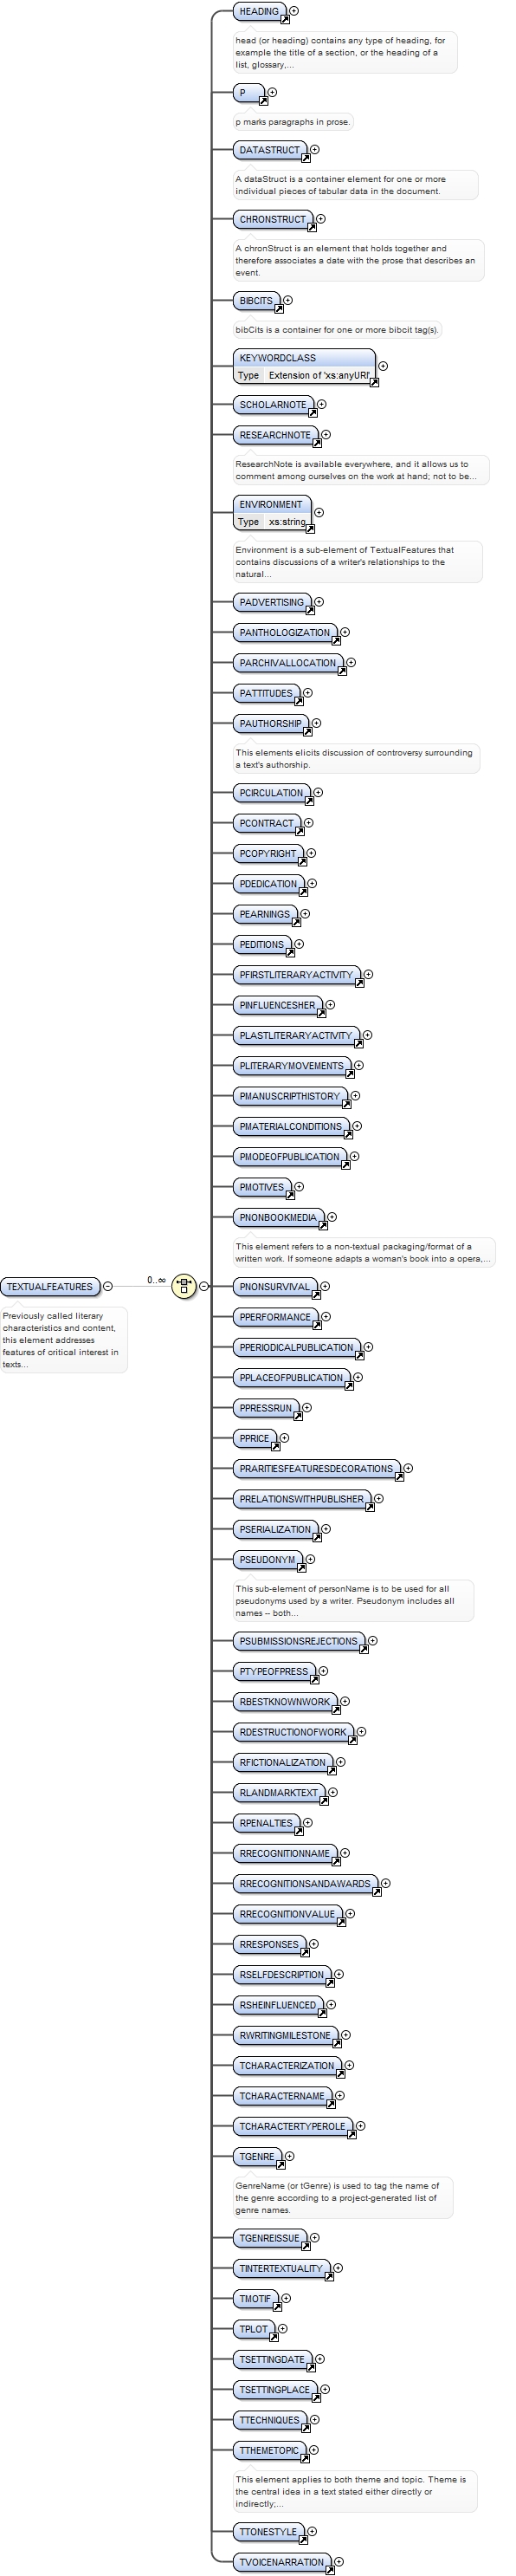 HEADING
head (or heading) contains any type of heading, for
example the title of a section, or the heading of a
list, glossary,...
P
p marks paragraphs in prose.
DATASTRUCT
A dataStruct is a container element for one or more
individual pieces of tabular data in the document.
CHRONSTRUCT
A chronStruct is an element that holds together and
therefore associates a date with the prose that describes an
event.
BIBCITS
bibCits is a container for one or more bibcit tag(s).
KEYWORDCLASS
Type Extension of 'xs:anyURI'
SCHOLARNOTE
RESEARCHNOTE
ResearchNote is available everywhere, and it allows us to
comment among ourselves on the work at hand; not to be...
ENVIRONMENT
Type xs:string
Environment is a sub-element of TextualFeatures that
contains discussions of a writer's relationships to the
natural...
PADVERTISING
PANTHOLOGIZATION
PARCHIVALLOCATION
PATTITUDES
PAUTHORSHIP
This elements elicits discussion of controversy surrounding
a text's authorship.
PCIRCULATION
PCONTRACT
PCOPYRIGHT
PDEDICATION
PEARNINGS
PEDITIONS
PFIRSTLITERARYACTIVITY
PINFLUENCESHER
PLASTLITERARYACTIVITY
PLITERARYMOVEMENTS
PMANUSCRIPTHISTORY
PMATERIALCONDITIONS
PMODEOFPUBLICATION
PMOTIVES
PNONBOOKMEDIA
This element refers to a non-textual packaging/format of a
written work. If someone adapts a woman's book into a opera,...
TEXTUALFEATURES
0..∞
Previously called literary
characteristics and content,
this element addresses
features of critical interest in
texts...
PNONSURVIVAL
PPERFORMANCE
PPERIODICALPUBLICATION
PPLACEOFPUBLICATION
PPRESSRUN
PPRICE
PRARITIESFEATURESDECORATIONS
PRELATIONSWITHPUBLISHER
PSERIALIZATION
PSEUDONYM
This sub-element of personName is to be used for all
pseudonyms used by a writer. Pseudonym includes all
names -- both...
PSUBMISSIONSREJECTIONS
PTYPEOFPRESS
RBESTKNOWNWORK
RDESTRUCTIONOFWORK
RFICTIONALIZATION
RLANDMARKTEXT
RPENALTIES
RRECOGNITIONNAME
RRECOGNITIONSANDAWARDS
RRECOGNITIONVALUE
RRESPONSES
RSELFDESCRIPTION
RSHEINFLUENCED
RWRITINGMILESTONE
TCHARACTERIZATION
TCHARACTERNAME
TCHARACTERTYPEROLE
TGENRE
GenreName (or tGenre) is used to tag the name of
the genre according to a project-generated list of
genre names.
TGENREISSUE
TINTERTEXTUALITY
TMOTIF
TPLOT
TSETTINGDATE
TSETTINGPLACE
TTECHNIQUES
TTHEMETOPIC
This element applies to both theme and topic. Theme is
the central idea in a text stated either directly or
indirectly;...
TTONESTYLE
TVOICENARRATION